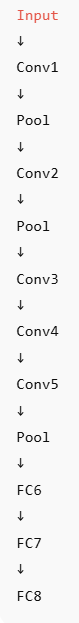 Input
↓
Conv1
↓
Pool
↓
Conv2
↓
Pool
↓
Conv3
↓
Conv4
↓
Conv5
↓
Pool
↓
FC6
↓
FC7
↓
FC8